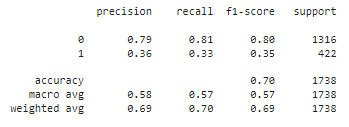 precision recall f1-score support
0 0.79 0.81 0.80 1316
1 0.36 0.33 0.35 422
accuracy 0.70 1738
macro avg 0.58 0.57 0.57 1738
weighted avg 0.69 0.70 0.69 1738